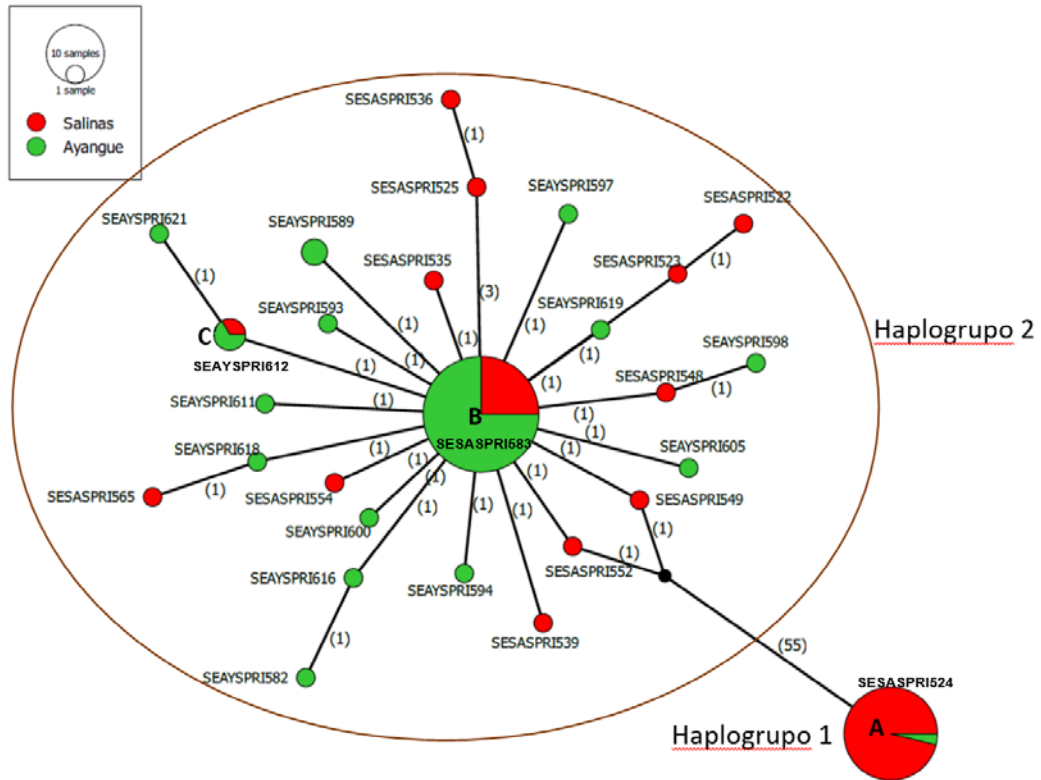 10 samples
1 sample
Salinas
Ayangue
SESASPRI536
(1)
SESASPRI525
SEAYSPRI597
SEAYSPRI621
SEAYSPRI589
SESASPRI522
(1)
SESASPRI535
SESASPRI523
(1)
(3)
SEAYSPRI593
SEAYSPRI619
(1)
(1)
(1)
(1)
(1)
Haplogrupo 2
C
SEAYSPRI612
(1)
SEAYSPRI598
SESASPRI548
(1)
(1)
(1)
SEAYSPRI611
(1)
B
(1)
(1)
SESASPRI583
SEAYSPRI605
SEAYSPRI618
(1)
(1)
(1)
(1)
(1)
SESASPRI565
(1)
SESASPRI554
SESASPRI549
(1)
(1)
(1)
SEAYSPRI600
(1)
(1)
SEAYSPRI616
SEAYSPRI594
SESASPRI552
(1)
SESASPRI539
(55)
SEAYSPRI582
SESASPRI524
Haplogrupo 1
A